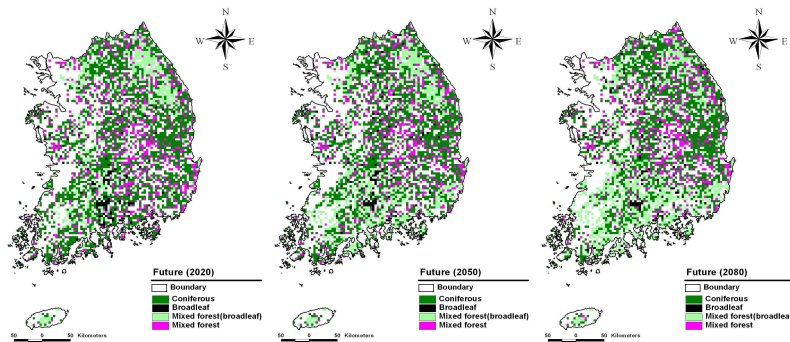 N
W E
S
Future (2020)
Boundary
Coniferous
Broadleaf
Mixed forest(broadleaf)
Mixed forest
50 0 50 Kilometers
N
W E
S
Future (2050)
Boundary
Coniferous
Broadleaf
Mixed forest(broadleaf)
Mixed forest
50 0 50 Kilometers
N
W E
S
Future (2080)
Boundary
Coniferous
Broadleaf
Mixed forest(broadleaf)
Mixed forest
50 0 50 Kilometers